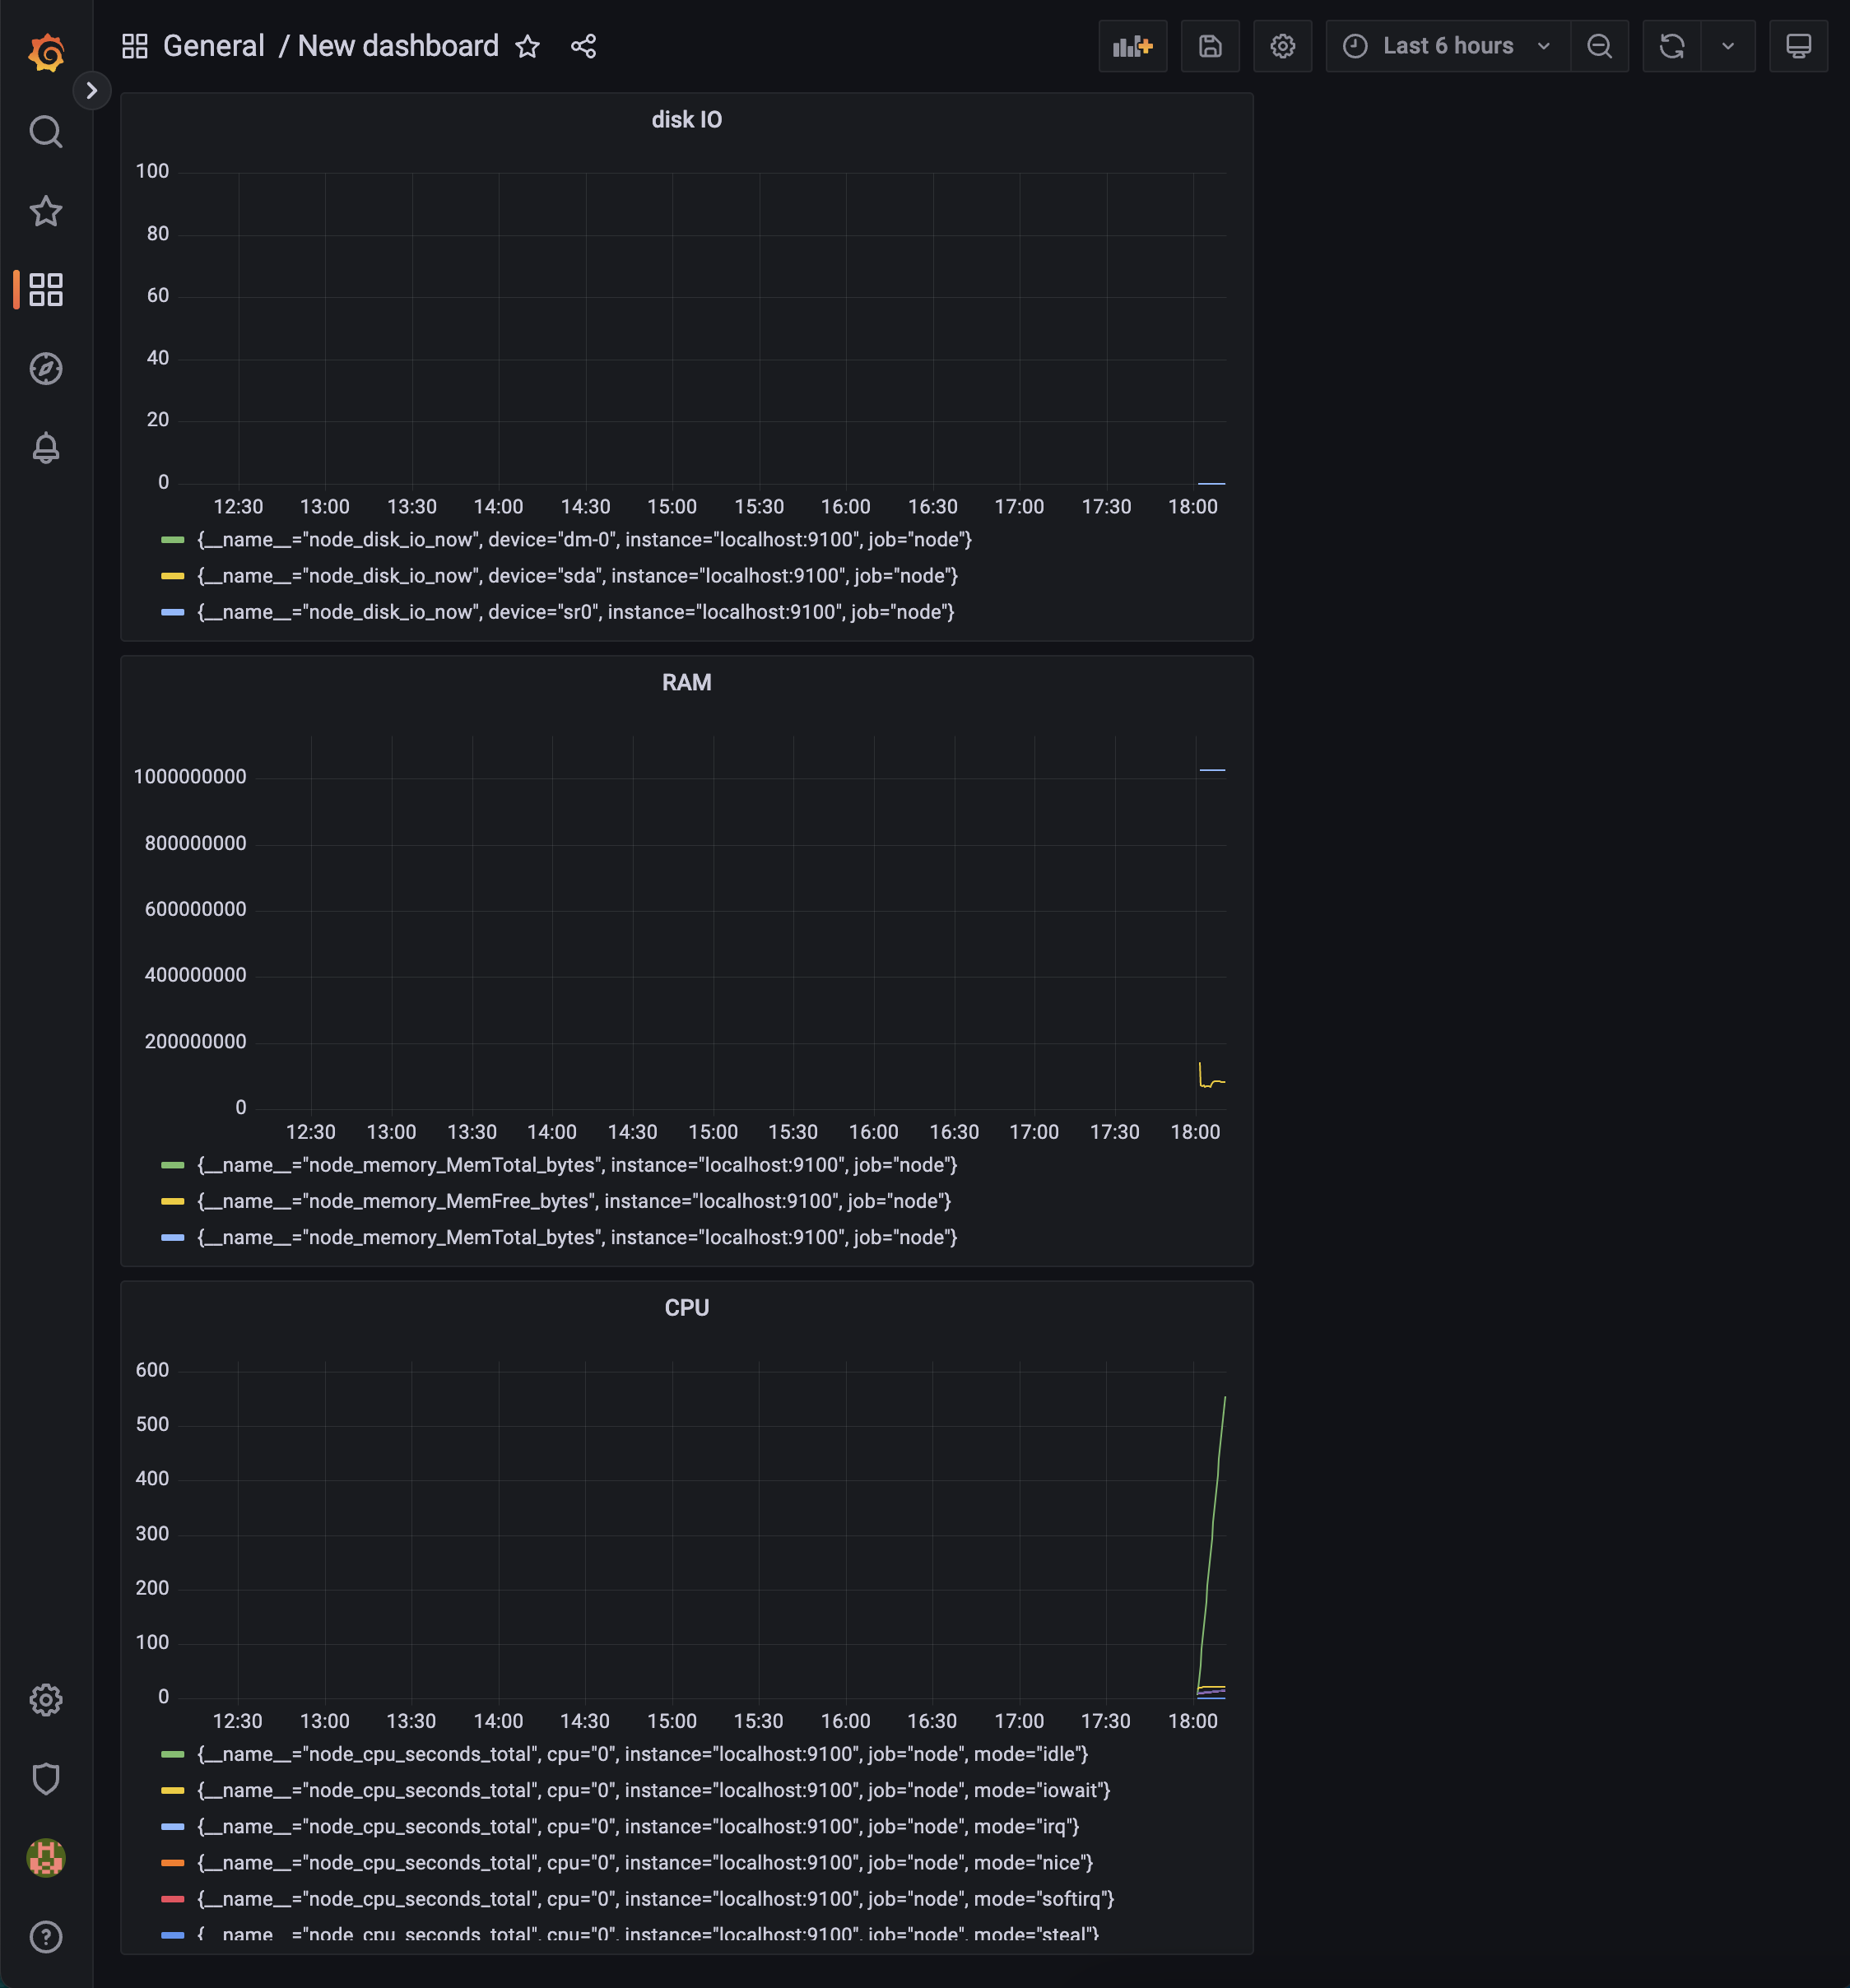 General / New dashboard
Last 6 hours
disk IO
100
80
60
40
20
0
12:30 13:00 13:30 14:00 14:30 15:00 15:30 16:00 16:30 17:00 17:30 18:00
{__name__="node_disk_io_now", device="dm-0", instance="localhost:9100", job="node"}
{__name__="node_disk_io_now", device="sda", instance="localhost:9100", job="node"}
{__name__="node_disk_io_now", device="sr0", instance="localhost:9100", job="node"}
RAM
1000000000
800000000
600000000
400000000
200000000
0
12:30 13:00 13:30 14:00 14:30 15:00 15:30 16:00 16:30 17:00 17:30 18:00
{__name__="node_memory_MemTotal_bytes", instance="localhost:9100", job="node"}
{__name__="node_memory_MemFree_bytes", instance="localhost:9100", job="node"}
{__name__="node_memory_MemTotal_bytes", instance="localhost:9100", job="node"}
CPU
600
500
400
300
200
100
0
12:30 13:00 13:30 14:00 14:30 15:00 15:30 16:00 16:30 17:00 17:30 18:00
{__name__="node_cpu_seconds_total", cpu="0", instance="localhost:9100", job="node", mode="idle"}
{__name__="node_cpu_seconds_total", cpu="0", instance="localhost:9100", job="node", mode="iowait"}
{__name__="node_cpu_seconds_total", cpu="0", instance="localhost:9100", job="node", mode="irq"}
{__name__="node_cpu_seconds_total", cpu="0", instance="localhost:9100", job="node", mode="nice"}
{__name__="node_cpu_seconds_total", cpu="0", instance="localhost:9100", job="node", mode="softirq"}
{__name__="node_cpu_seconds_total", cpu="0", instance="localhost:9100", job="node", mode="steal"}